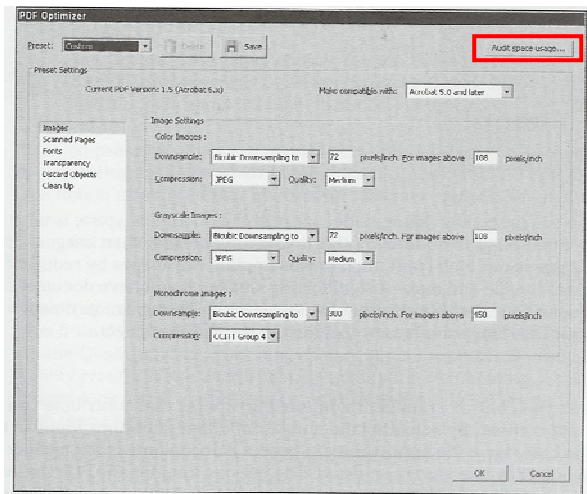 PDF Optimizer
Preset: Custom Delete Save Audit space usage...
Preset Settings
Current PDF Version: 1.5 (Acrobat 6.x) Make compatible with: Acrobat 5.0 and later
Images
Scanned Pages
Fonts
Transparency
Discard Objects
Clean Up
Image Settings
Color Images :
Downsample: Bicubic Downsampling to 72 pixels/inch. For images above 108 pixels/inch
Compression: JPEG Quality: Medium
Grayscale Images :
Downsample: Bicubic Downsampling to 72 pixels/inch. For images above 108 pixels/inch
Compression: JPEG Quality: Medium
Monochrome Images :
Downsample: Bicubic Downsampling to 300 pixels/inch. For images above 450 pixels/inch
Compression: CCITT Group 4
OK Cancel